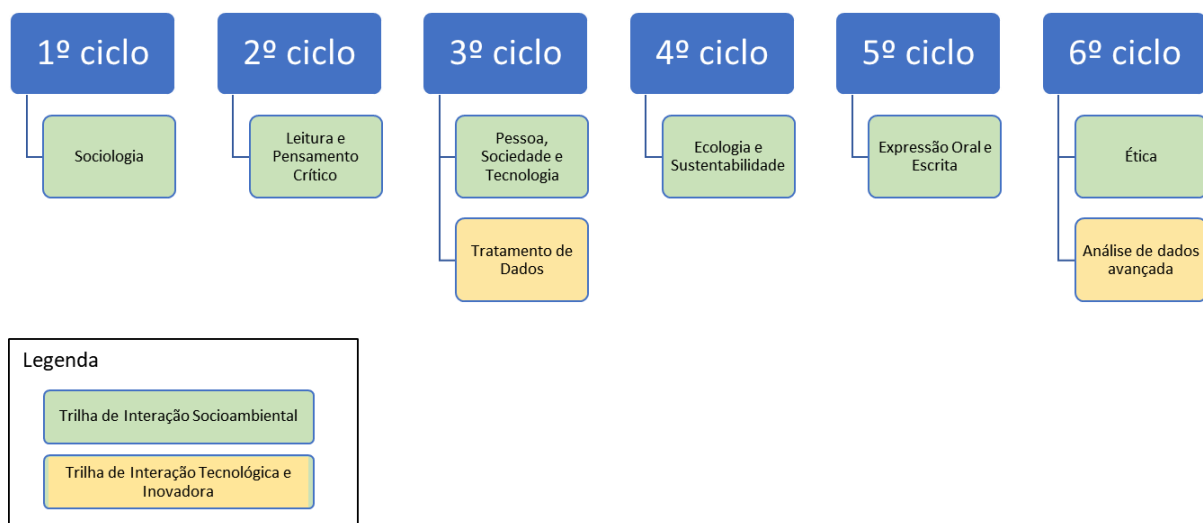 1º ciclo
2º ciclo
3º ciclo
4º ciclo
5º ciclo
6º ciclo
Sociologia
Leitura e
Pensamento
Crítico
Pessoa,
Sociedade e
Tecnologia
Ecologia e
Sustentabilidade
Expressão Oral e
Escrita
Ética
Tratamento de
Dados
Análise de dados
avançada
Legenda
Trilha de Interação Socioambiental
Trilha de Interação Tecnológica e
Inovadora